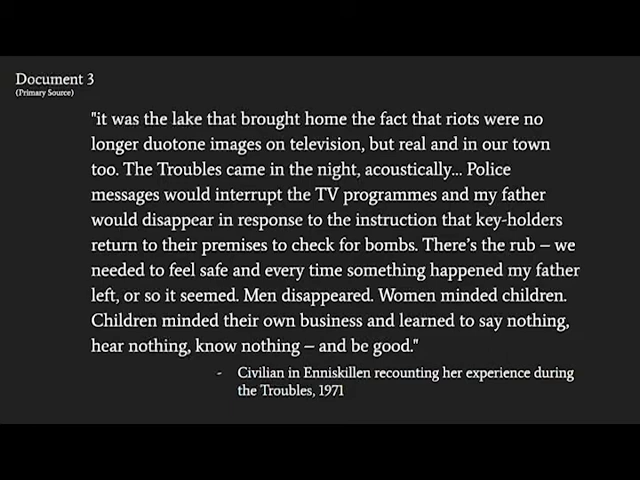 Document 3
(Primary Source)
"it was the lake that brought home the fact that riots were no
longer duotone images on television, but real and in our town
too. The Troubles came in the night, acoustically... Police
messages would interrupt the TV programmes and my father
would disappear in response to the instruction that key-holders
return to their premises to check for bombs. There's the rub – we
needed to feel safe and every time something happened my father
left, or so it seemed. Men disappeared. Women minded children.
Children minded their own business and learned to say nothing,
hear nothing, know nothing – and be good."
- Civilian in Enniskillen recounting her experience during
the Troubles, 1971